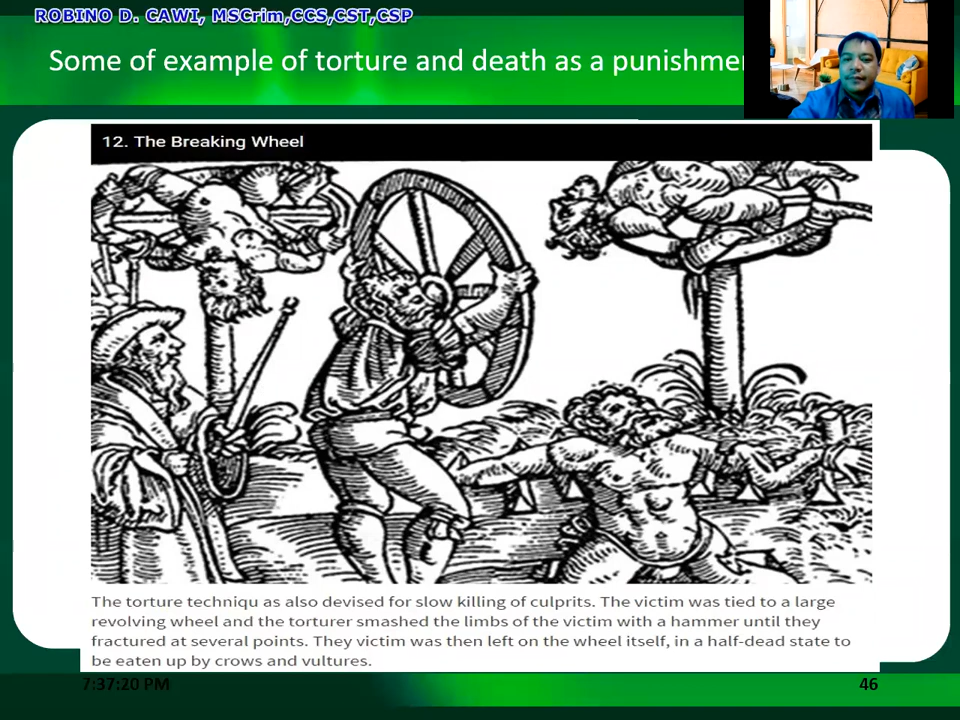 ROBINO D. CAWI, MSCrim,CCS,CST,CSP
Some of example of torture and death as a
12. The Breaking Wheel
The torture techniqu as also devised for slow killing of culprits. The victim was tied to a large
revolving wheel and the torturer smashed the limbs of the victim with a hammer until they
fractured at several points. They victim was then left on the wheel itself, in a half-dead state to
be eaten up by crows and vultures.
7:37:20 PM
46